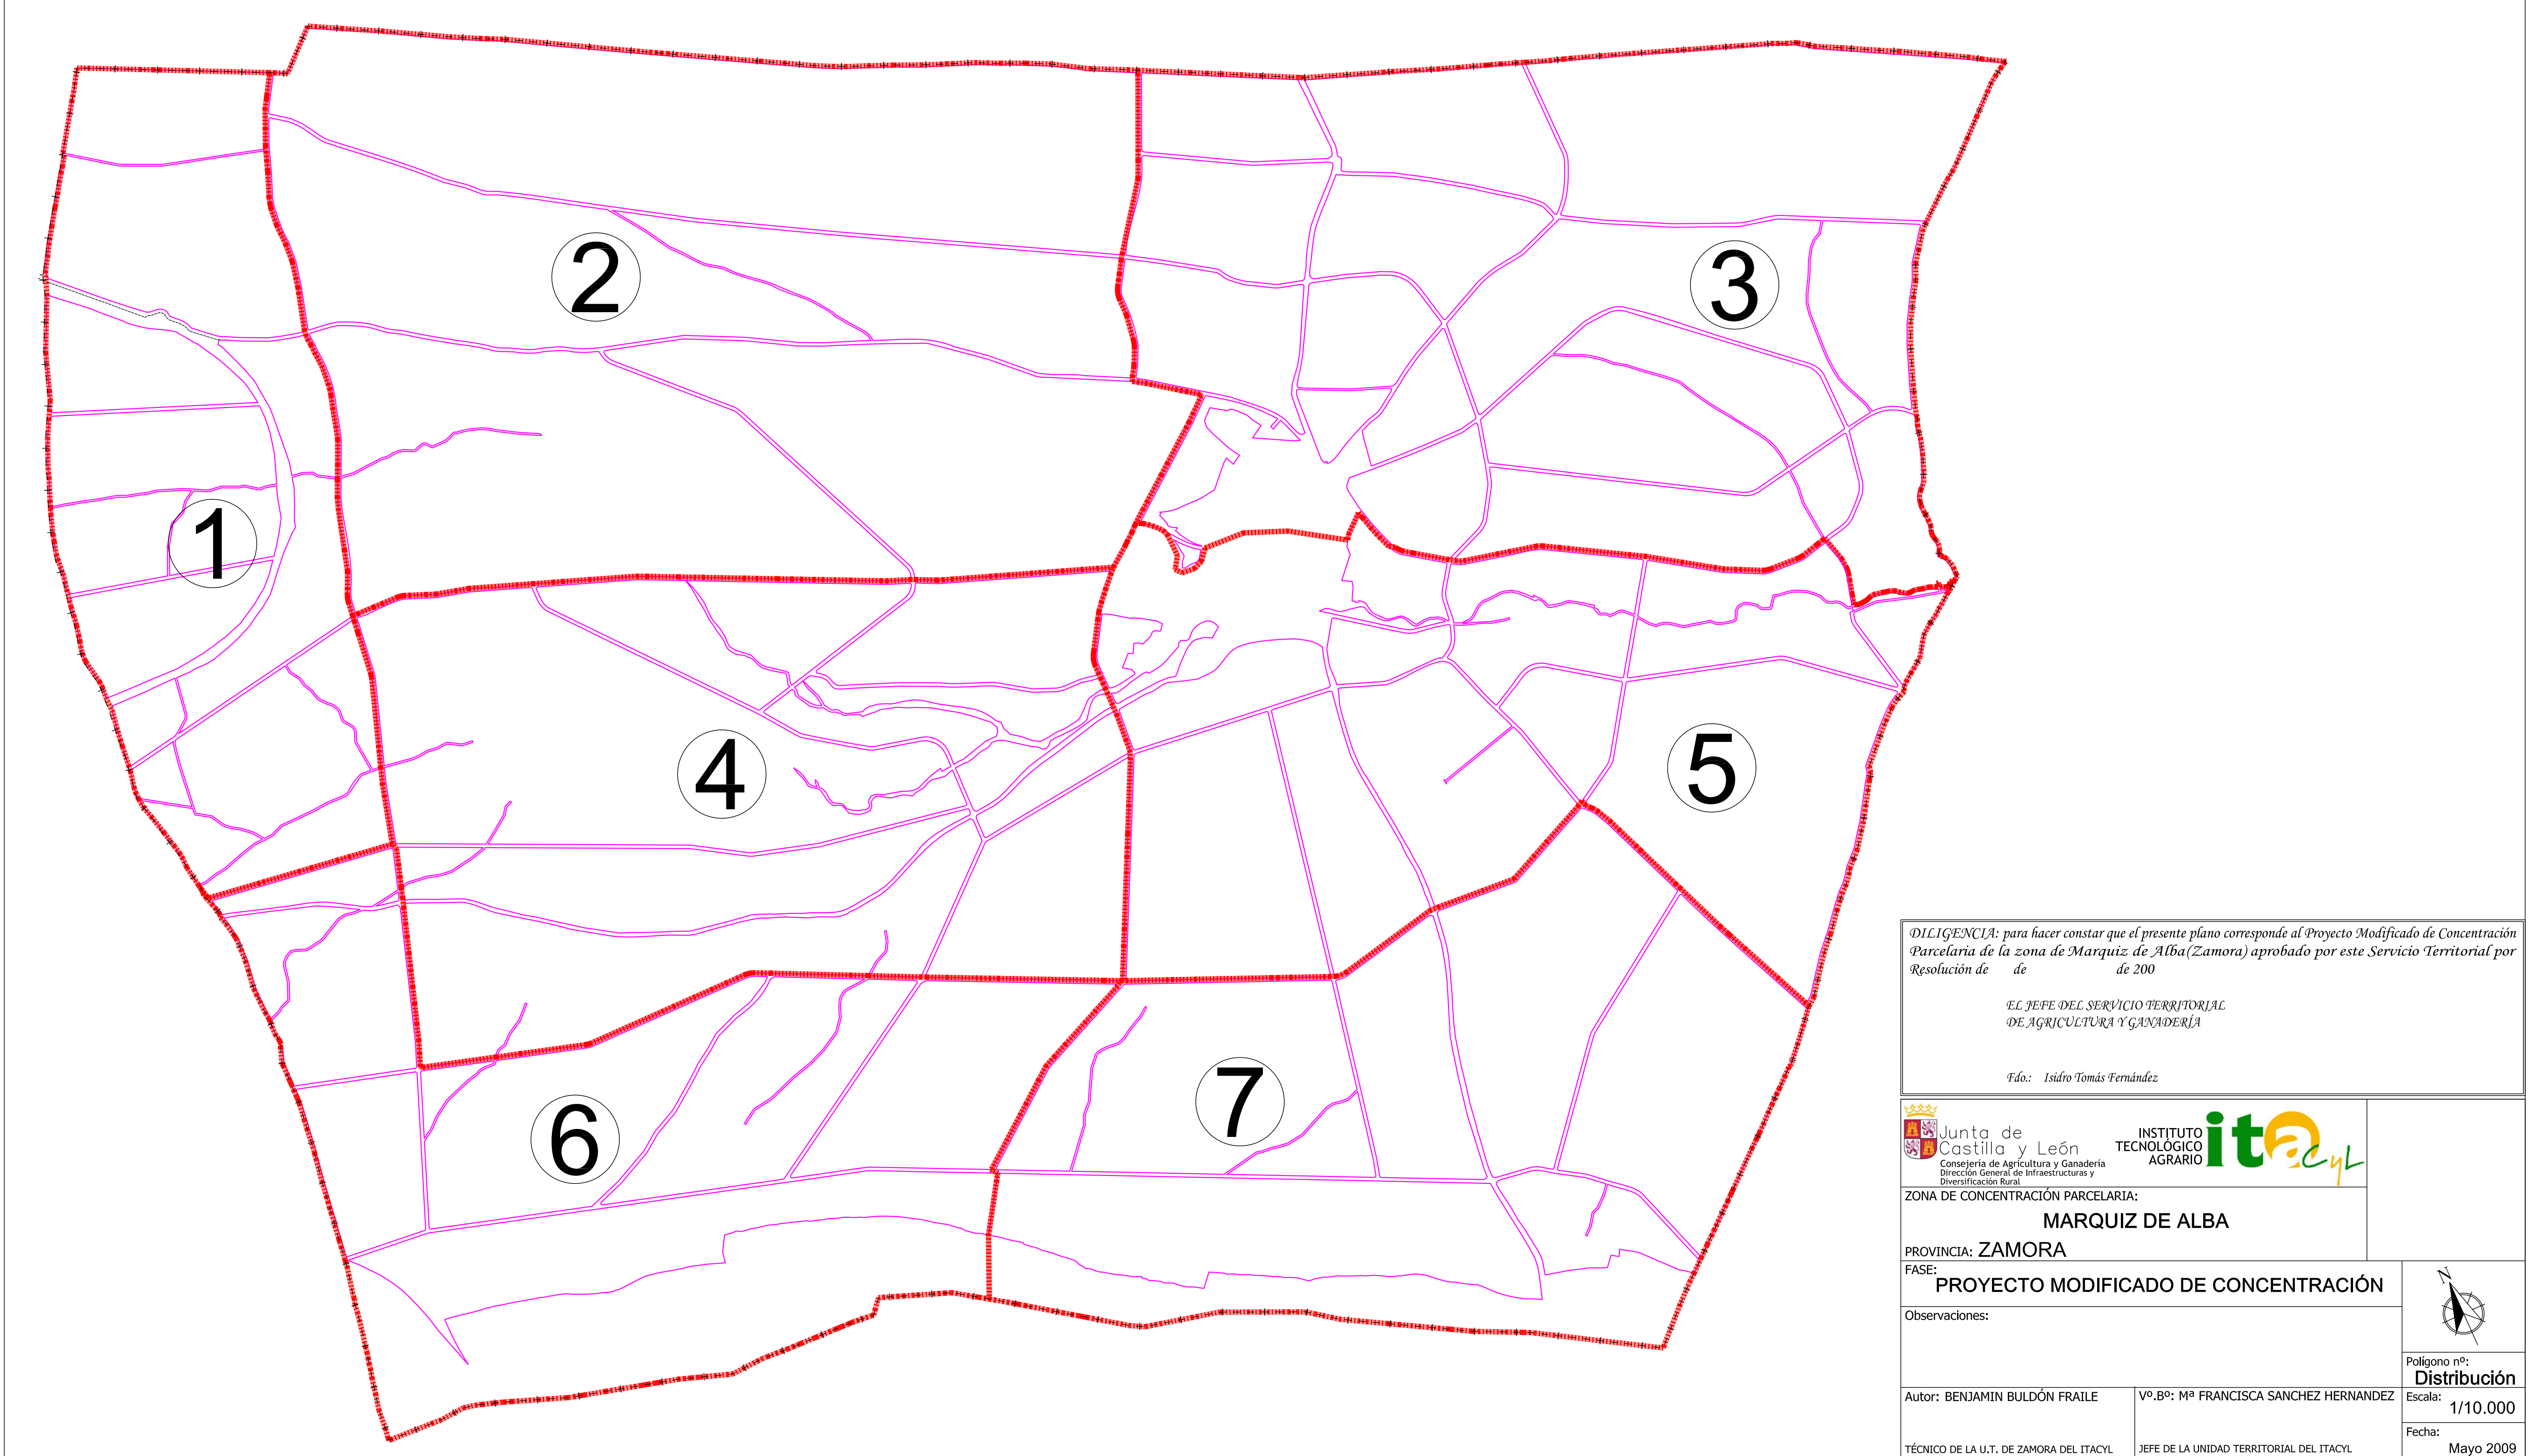 2
3
1
4
5
6
7
DILIGENCIA: para hacer constar que el presente plano corresponde al Proyecto Modificado de Concentración
Parcelaria de la zona de Marquiz de Alba(Zamora) aprobado por este Servicio Territorial por
Resolución de de de 200
EL JEFE DEL SERVICIO TERRITORIAL
DE AGRICULTURA Y GANADERÍA
Fdo.: Isidro Tomás Fernández
Junta de
Castilla y León
Consejería de Agricultura y Ganadería
Dirección General de Infraestructuras y
Diversificación Rural
INSTITUTO
TECNOLÓGICO
AGRARIO
itacyl
ZONA DE CONCENTRACIÓN PARCELARIA:
MARQUIZ DE ALBA
PROVINCIA: ZAMORA
FASE:
PROYECTO MODIFICADO DE CONCENTRACIÓN
N
Observaciones:
Polígono nº:
Distribución
Autor: BENJAMIN BULDÓN FRAILE
Vº.Bº: Mª FRANCISCA SANCHEZ HERNANDEZ
Escala:
1/10.000
Fecha:
Mayo 2009
TÉCNICO DE LA U.T. DE ZAMORA DEL ITACYL
JEFE DE LA UNIDAD TERRITORIAL DEL ITACYL